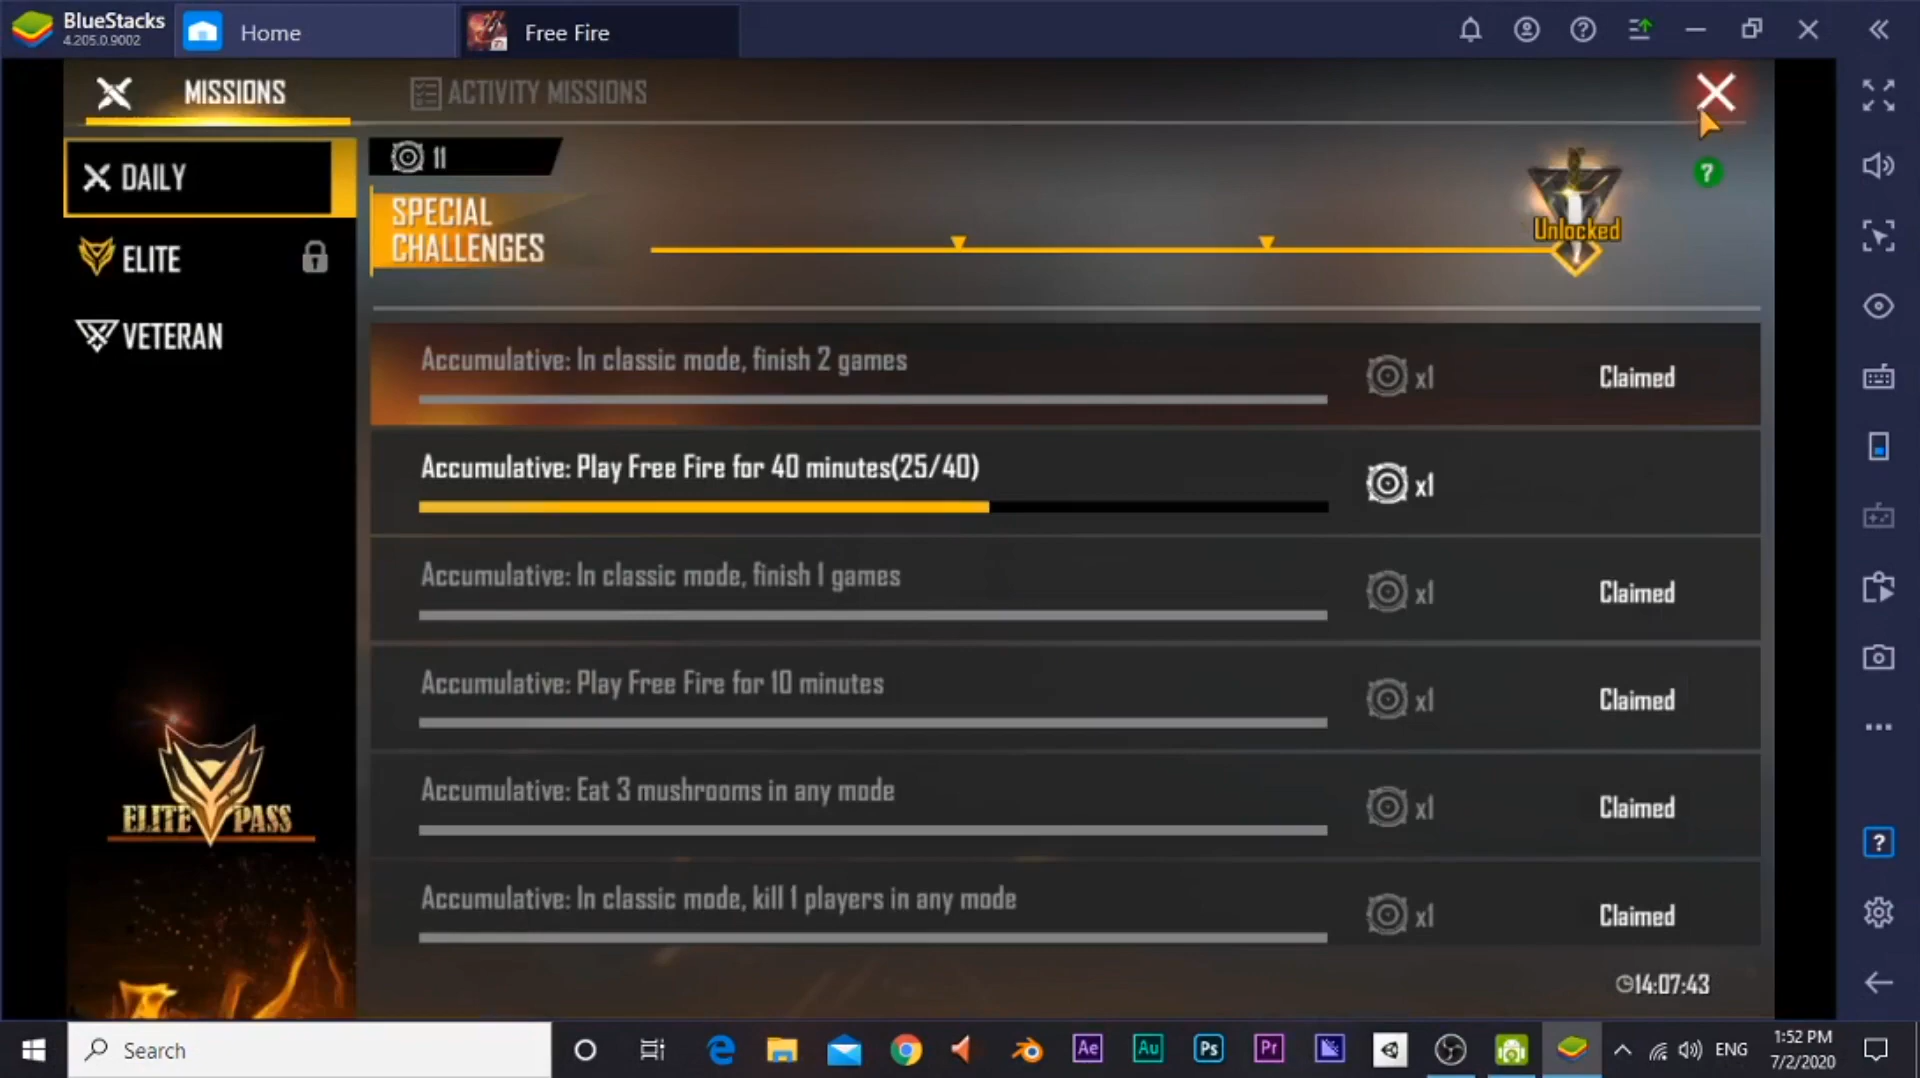 BlueStacks
4.205.0.9002
Home
Free Fire
MISSIONS
ACTIVITY MISSIONS
DAILY
ELITE
VETERAN
11
SPECIAL
CHALLENGES
Unlocked
?
Accumulative: In classic mode, finish 2 games
x1
Claimed
Accumulative: Play Free Fire for 40 minutes(25/40)
x1
Accumulative: In classic mode, finish 1 games
x1
Claimed
Accumulative: Play Free Fire for 10 minutes
x1
Claimed
Accumulative: Eat 3 mushrooms in any mode
x1
Claimed
Accumulative: In classic mode, kill 1 players in any mode
x1
Claimed
ELITE PASS
14:07:43
Search
Ae
Au
Ps
Pr
ENG
1:52 PM
7/2/2020